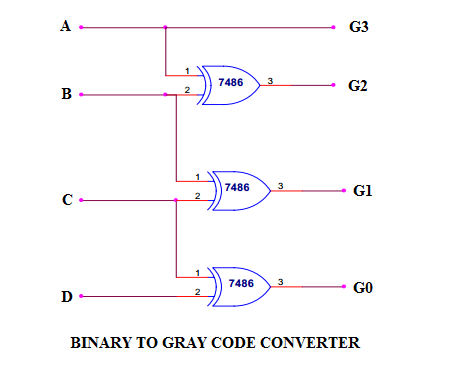 A G3
1 7486 3 G2
B 2
1 7486 3 G1
C 2
1 7486 3 G0
D 2
BINARY TO GRAY CODE CONVERTER